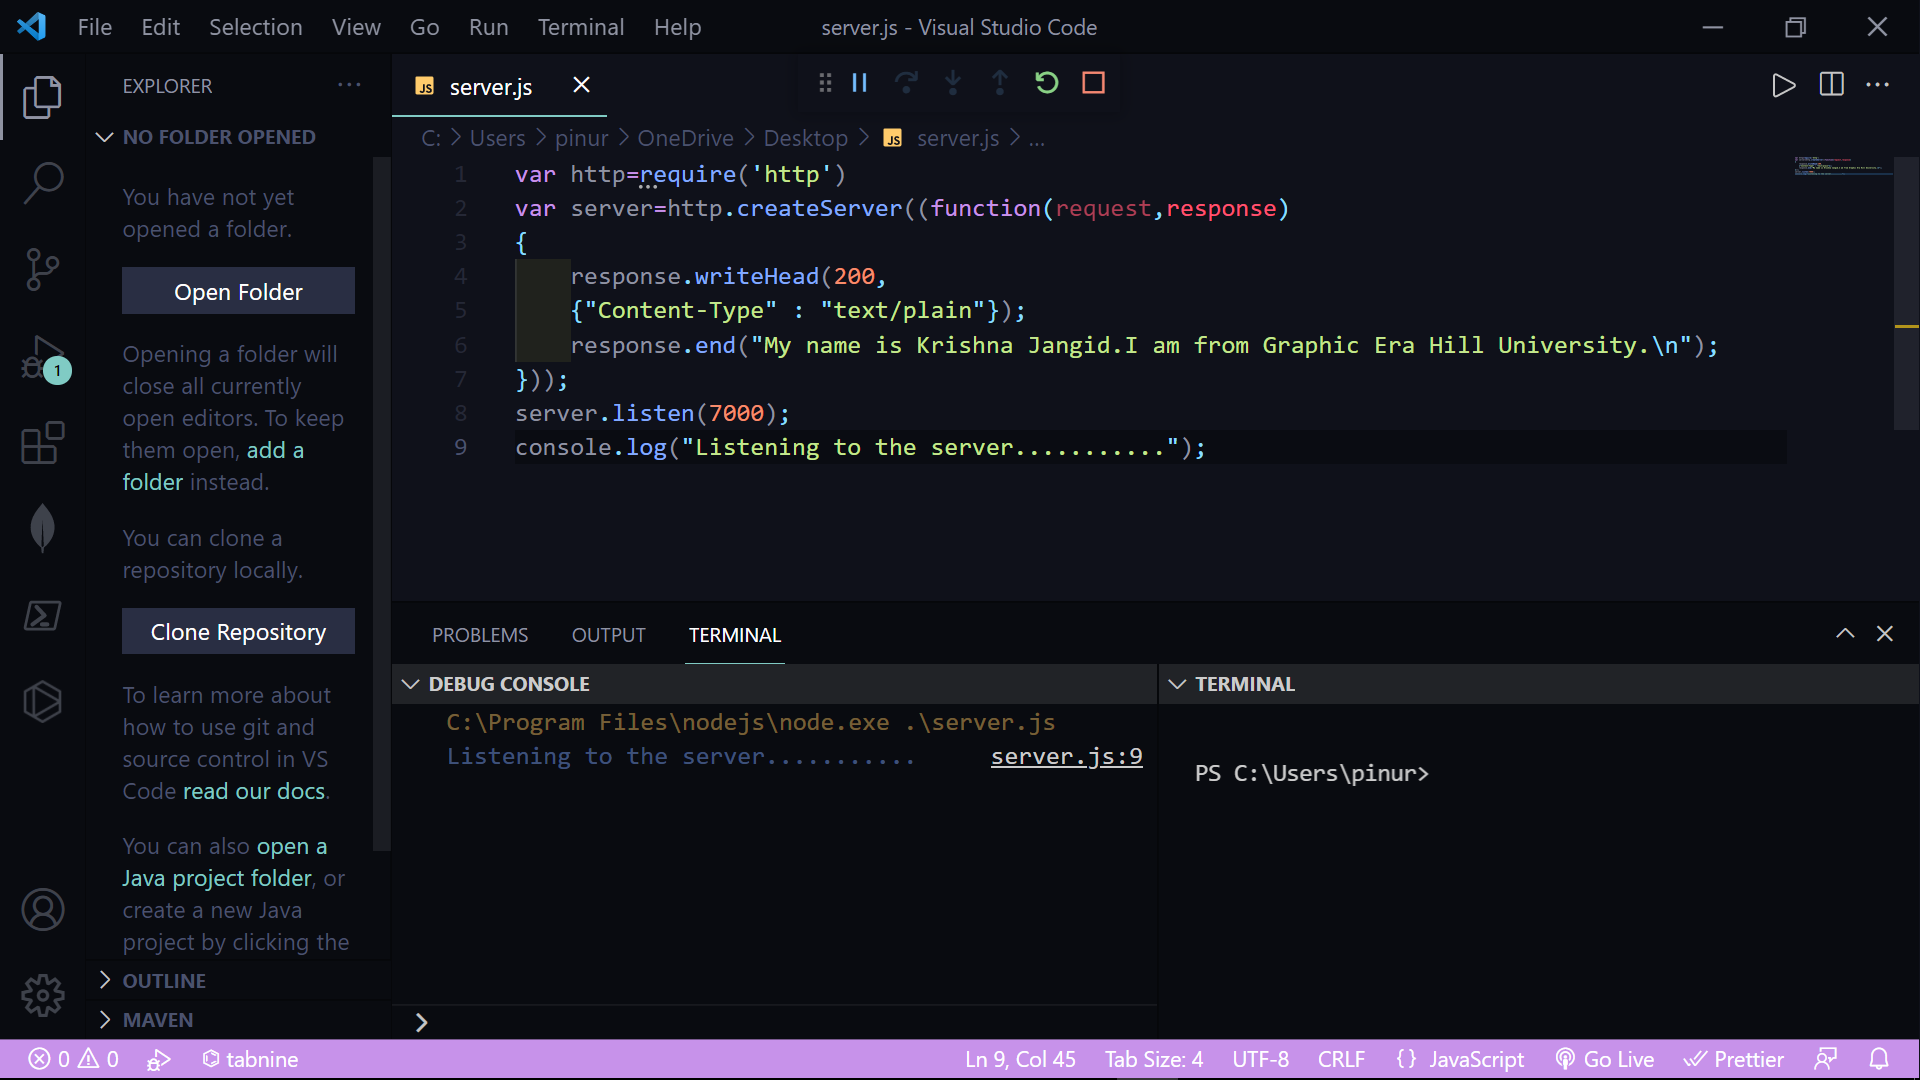 File Edit Selection View Go Run Terminal Help server.js - Visual Studio Code
EXPLORER
NO FOLDER OPENED
You have not yet
opened a folder.
Open Folder
Opening a folder will
close all currently
open editors. To keep
them open, add a
folder instead.
You can clone a
repository locally.
Clone Repository
To learn more about
how to use git and
source control in VS
Code read our docs.
You can also open a
Java project folder, or
create a new Java
project by clicking the
OUTLINE
MAVEN
1
JS server.js
C: > Users > pinur > OneDrive > Desktop > JS server.js > ...
1 var http=require('http')
2 var server=http.createServer((function(request,response)
3 {
4 response.writeHead(200,
5 {"Content-Type" : "text/plain"});
6 response.end("My name is Krishna Jangid.I am from Graphic Era Hill University.\n");
7 }));
8 server.listen(7000);
9 console.log("Listening to the server...........");
PROBLEMS OUTPUT TERMINAL
DEBUG CONSOLE
C:\Program Files\nodejs\node.exe .\server.js
Listening to the server........... server.js:9
TERMINAL
PS C:\Users\pinur>
0 0 tabnine Ln 9, Col 45 Tab Size: 4 UTF-8 CRLF {} JavaScript Go Live Prettier